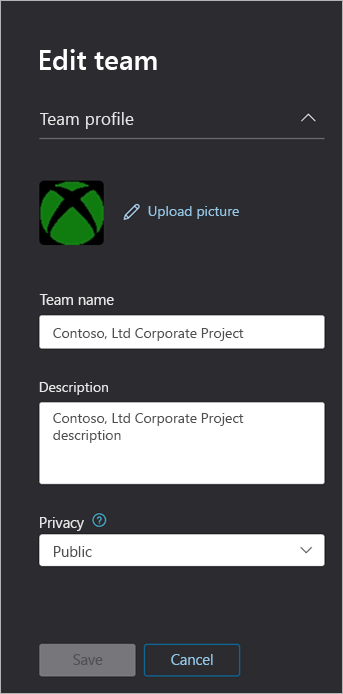 Edit team
Team profile
Upload picture
Team name
Contoso, Ltd Corporate Project
Description
Contoso, Ltd Corporate Project
description
Privacy ?
Public
Save Cancel